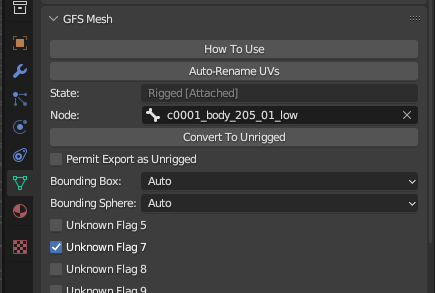 GFS Mesh
How To Use
Auto-Rename UVs
State: Rigged [Attached]
Node: c0001_body_205_01_low
Convert To Unrigged
Permit Export as Unrigged
Bounding Box: Auto
Bounding Sphere: Auto
Unknown Flag 5
Unknown Flag 7
Unknown Flag 8
Unknown Flag 9